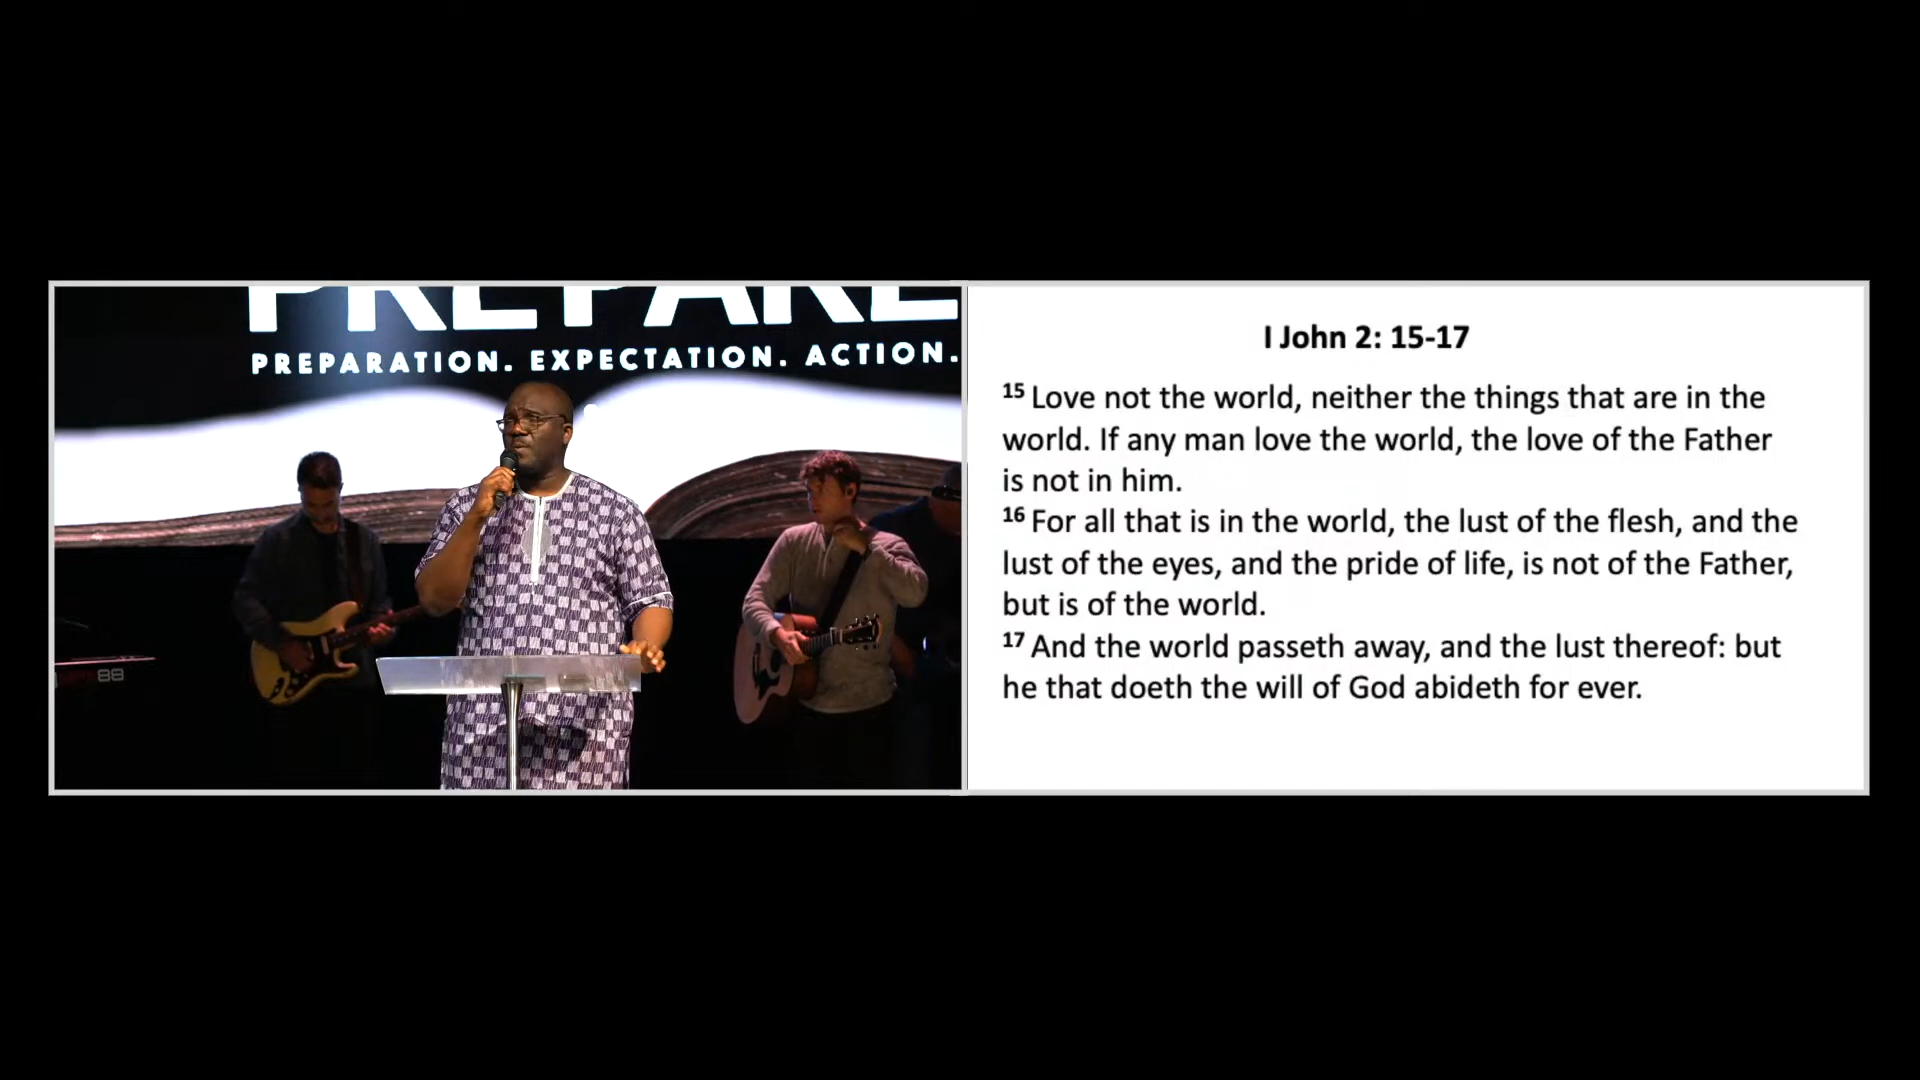 PREPARE
PREPARATION. EXPECTATION. ACTION.
88
I John 2: 15-17
15 Love not the world, neither the things that are in the
world. If any man love the world, the love of the Father
is not in him.
16 For all that is in the world, the lust of the flesh, and the
lust of the eyes, and the pride of life, is not of the Father,
but is of the world.
17 And the world passeth away, and the lust thereof: but
he that doeth the will of God abideth for ever.